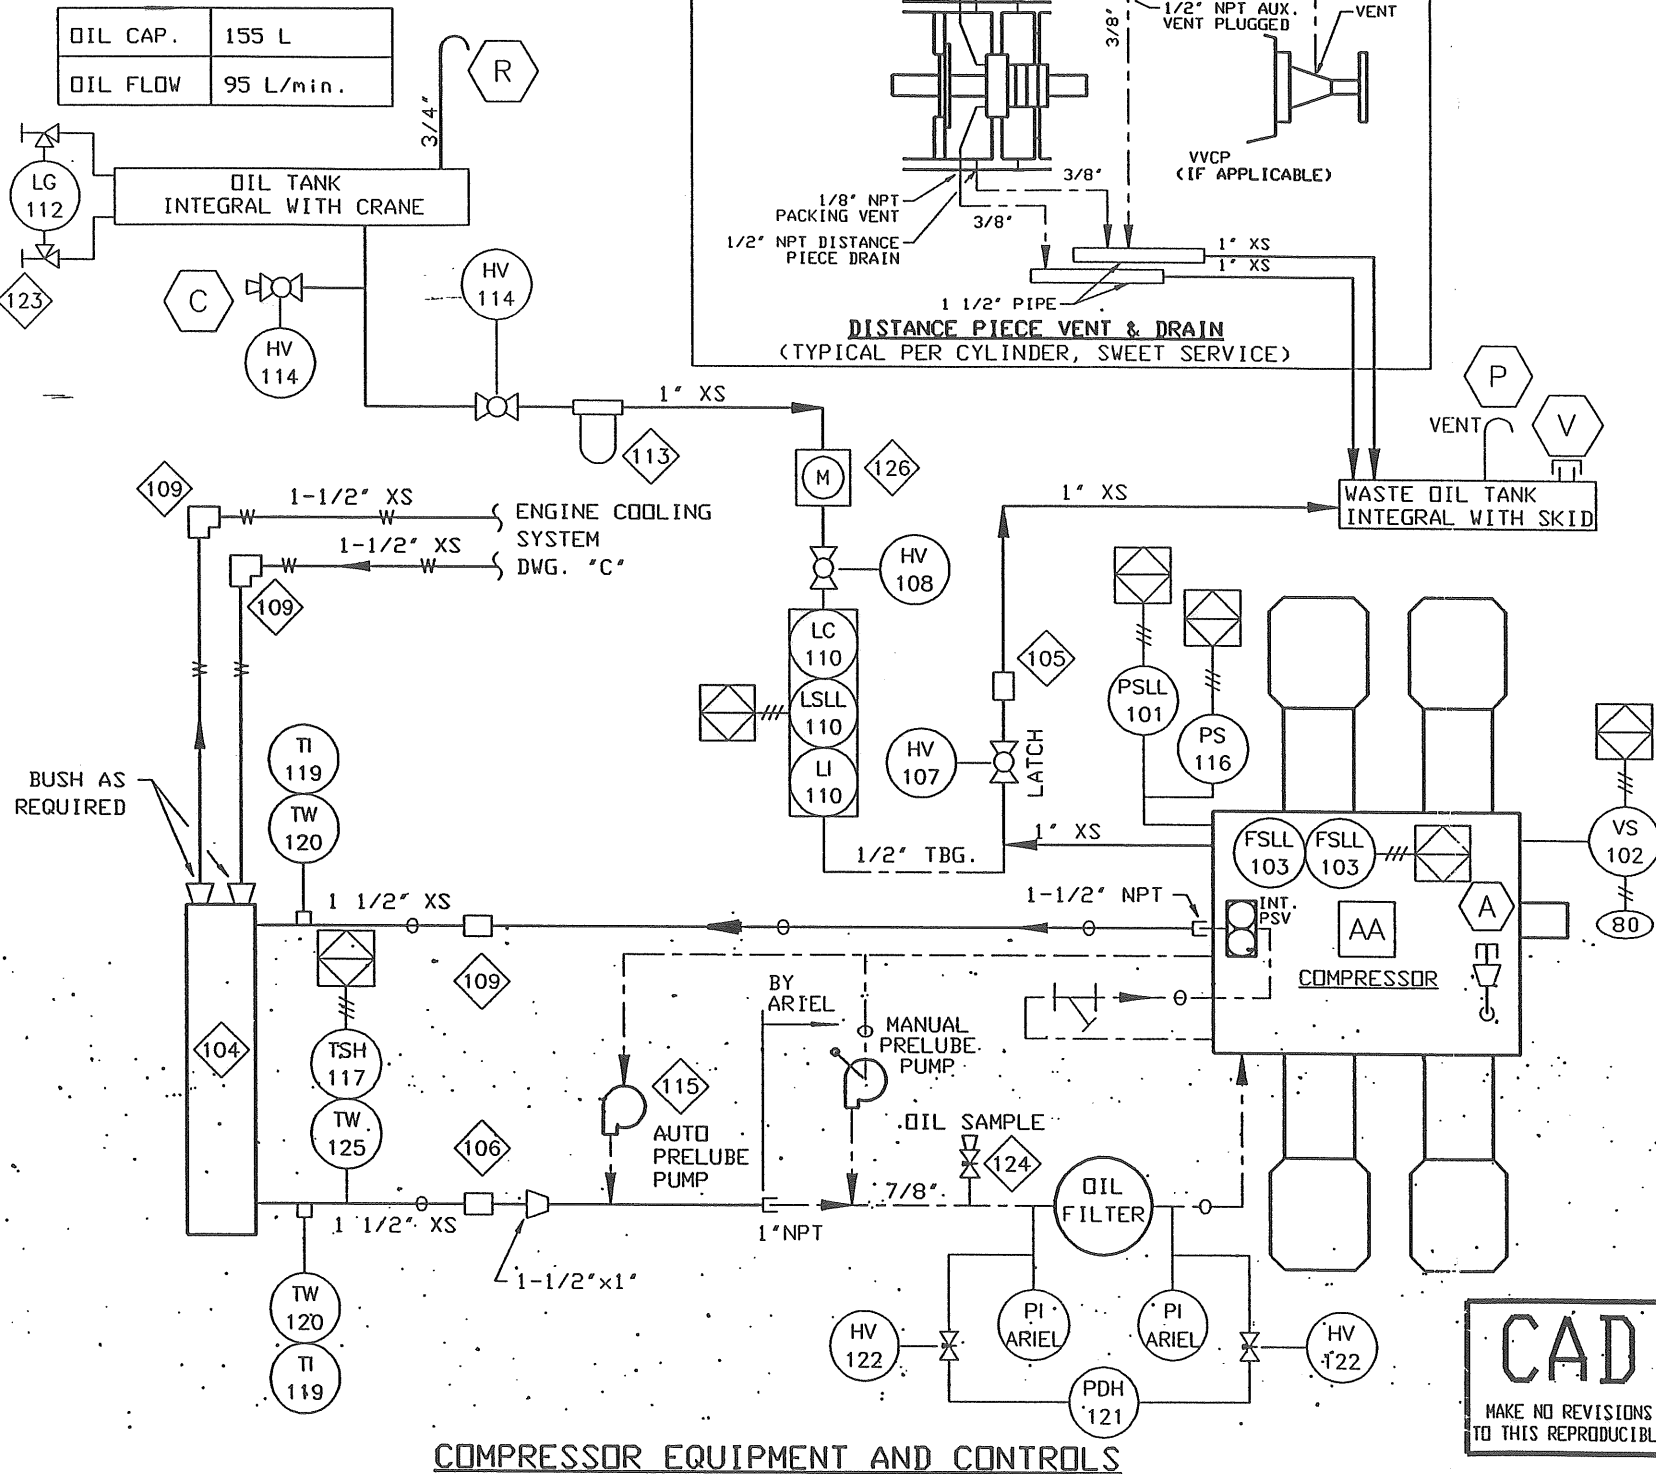 OIL CAP. 155 L
OIL FLOW 95 L/min.
R
3/4"
LG
112
OIL TANK
INTEGRAL WITH CRANE
123
C
HV
114
HV
114
1" XS
113
3/8"
1/2" NPT AUX.
VENT PLUGGED
VENT
VVCP
(IF APPLICABLE)
1/8" NPT
PACKING VENT
3/8"
3/8"
1/2" NPT DISTANCE
PIECE DRAIN
1" XS
1" XS
1 1/2" PIPE
DISTANCE PIECE VENT & DRAIN
(TYPICAL PER CYLINDER, SWEET SERVICE)
P
VENT
V
WASTE OIL TANK
INTEGRAL WITH SKID
1" XS
M
126
109
1-1/2" XS
ENGINE COOLING
SYSTEM
DWG. "C"
1-1/2" XS
109
HV
108
LC
110
LSLL
110
LI
110
105
HV
107
LATCH
PSLL
101
PS
116
1/2" TBG.
1" XS
VS
102
80
FSLL
103
FSLL
103
INT.
PSV
AA
A
COMPRESSOR
BUSH AS
REQUIRED
TI
119
TW
120
1 1/2" XS
109
1-1/2" NPT
104
TSH
117
TW
125
106
1 1/2" XS
1-1/2"x1"
TW
120
TI
119
115
AUTO
PRELUBE
PUMP
BY
ARIEL
MANUAL
PRELUBE
PUMP
1"NPT
7/8"
OIL SAMPLE
124
OIL
FILTER
PI
ARIEL
PI
ARIEL
HV
122
HV
122
PDH
121
CAD
MAKE NO REVISIONS
TO THIS REPRODUCIBL
COMPRESSOR EQUIPMENT AND CONTROLS